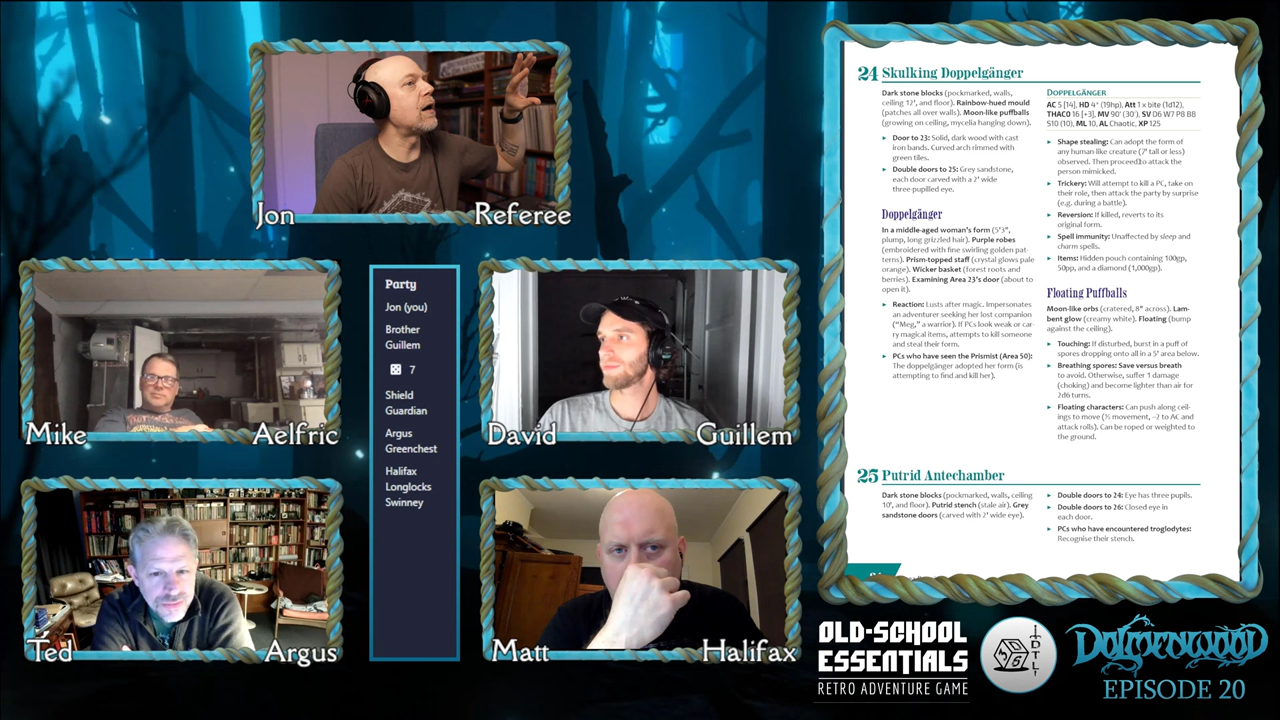 Jon
Referee
Mike
Aelfric
Party
Jon (you)
Brother
Guillem
7
Shield
Guardian
Argus
Greenchest
Halifax
Longlocks
Swinney
David
Guillem
Ted
Argus
Matt
Halifax
24 Skulking Doppelgänger
Dark stone blocks (pockmarked, walls,
ceiling 12', and floor). Rainbow-hued mould
(patches all over walls). Moon-like puffballs
(growing on ceiling, mycelia hanging down).
► Door to 23: Solid, dark wood with cast
iron bands. Curved arch rimmed with
green tiles.
► Double doors to 25: Grey sandstone,
each door carved with a 2' wide
three pupilled eye.
Doppelgänger
In a middle-aged woman's form (5'3",
plump, long grizzled hair). Purple robes
(embroidered with fine swirling golden pat-
terns). Prism-topped staff (crystal glows pale
orange). Wicker basket (forest roots and
berries). Examining Area 23's door (about to
open it).
► Reaction: Lusts after magic. Impersonates
an adventurer seeking her lost companion
("Meg," a warrior). If PCs look weak or car-
ry magical items, attempts to kill someone
and steal their form.
► PCs who have seen the Prismist (Area 50):
The doppelgänger adopted her form (is
attempting to find and kill her).
DOPPELGÄNGER
AC 5 [14], HD 4* (19hp), Att 1 x bite (1d12),
THAC0 16 [+3], MV 90' (30'), SV D6 W7 P8 B8
S10 (10), ML 10, AL Chaotic, XP 125
► Shape stealing: Can adopt the form of
any human-like creature (7' tall or less)
observed. Then proceed to attack the
person mimicked.
► Trickery: Will attempt to kill a PC, take on
their role, then attack the party by surprise
(e.g. during a battle).
► Reversion: If killed, reverts to its
original form.
► Spell immunity: Unaffected by sleep and
charm spells.
► Items: Hidden pouch containing 100gp,
50pp, and a diamond (1,000gp).
Floating Puffballs
Moon-like orbs (cratered, 8" across). Lam-
bent glow (creamy white). Floating (bump
against the ceiling).
► Touching: If disturbed, burst in a puff of
spores dropping onto all in a 5' area below.
► Breathing spores: Save versus breath
to avoid. Otherwise, suffer 1 damage
(choking) and become lighter than air for
2d6 turns.
► Floating characters: Can push along ceil-
ings to move (½ movement, –2 to AC and
attack rolls). Can be roped or weighted to
the ground.
25 Putrid Antechamber
Dark stone blocks (pockmarked, walls, ceiling
10', and floor). Putrid stench (stale air). Grey
sandstone doors (carved with 2' wide eye).
► Double doors to 24: Eye has three pupils.
► Double doors to 26: Closed eye in
each door.
► PCs who have encountered troglodytes:
Recognise their stench.
OLD-SCHOOL
ESSENTIALS
RETRO ADVENTURE GAME
IDTL
DOLMENWOOD
EPISODE 20